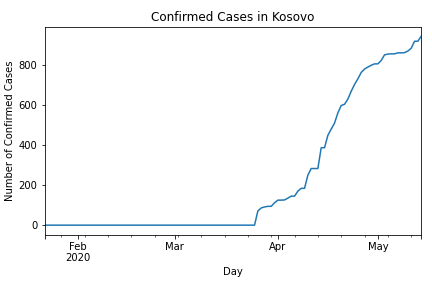 Confirmed Cases in Kosovo
Number of Confirmed Cases
800
600
400
200
0
Feb Mar Apr May
2020
Day